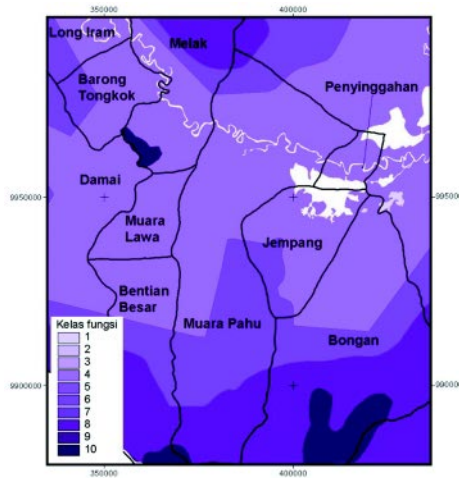 350000
400000
Long Iram
Melak
Barong
Tongkok
Penyinggahan
Damai
9950000
Muara
Lawa
Jempang
Bentian
Besar
Muara Pahu
Bongan
Kelas fungsi
1
2
3
4
5
6
7
8
9
10
9900000
350000
400000